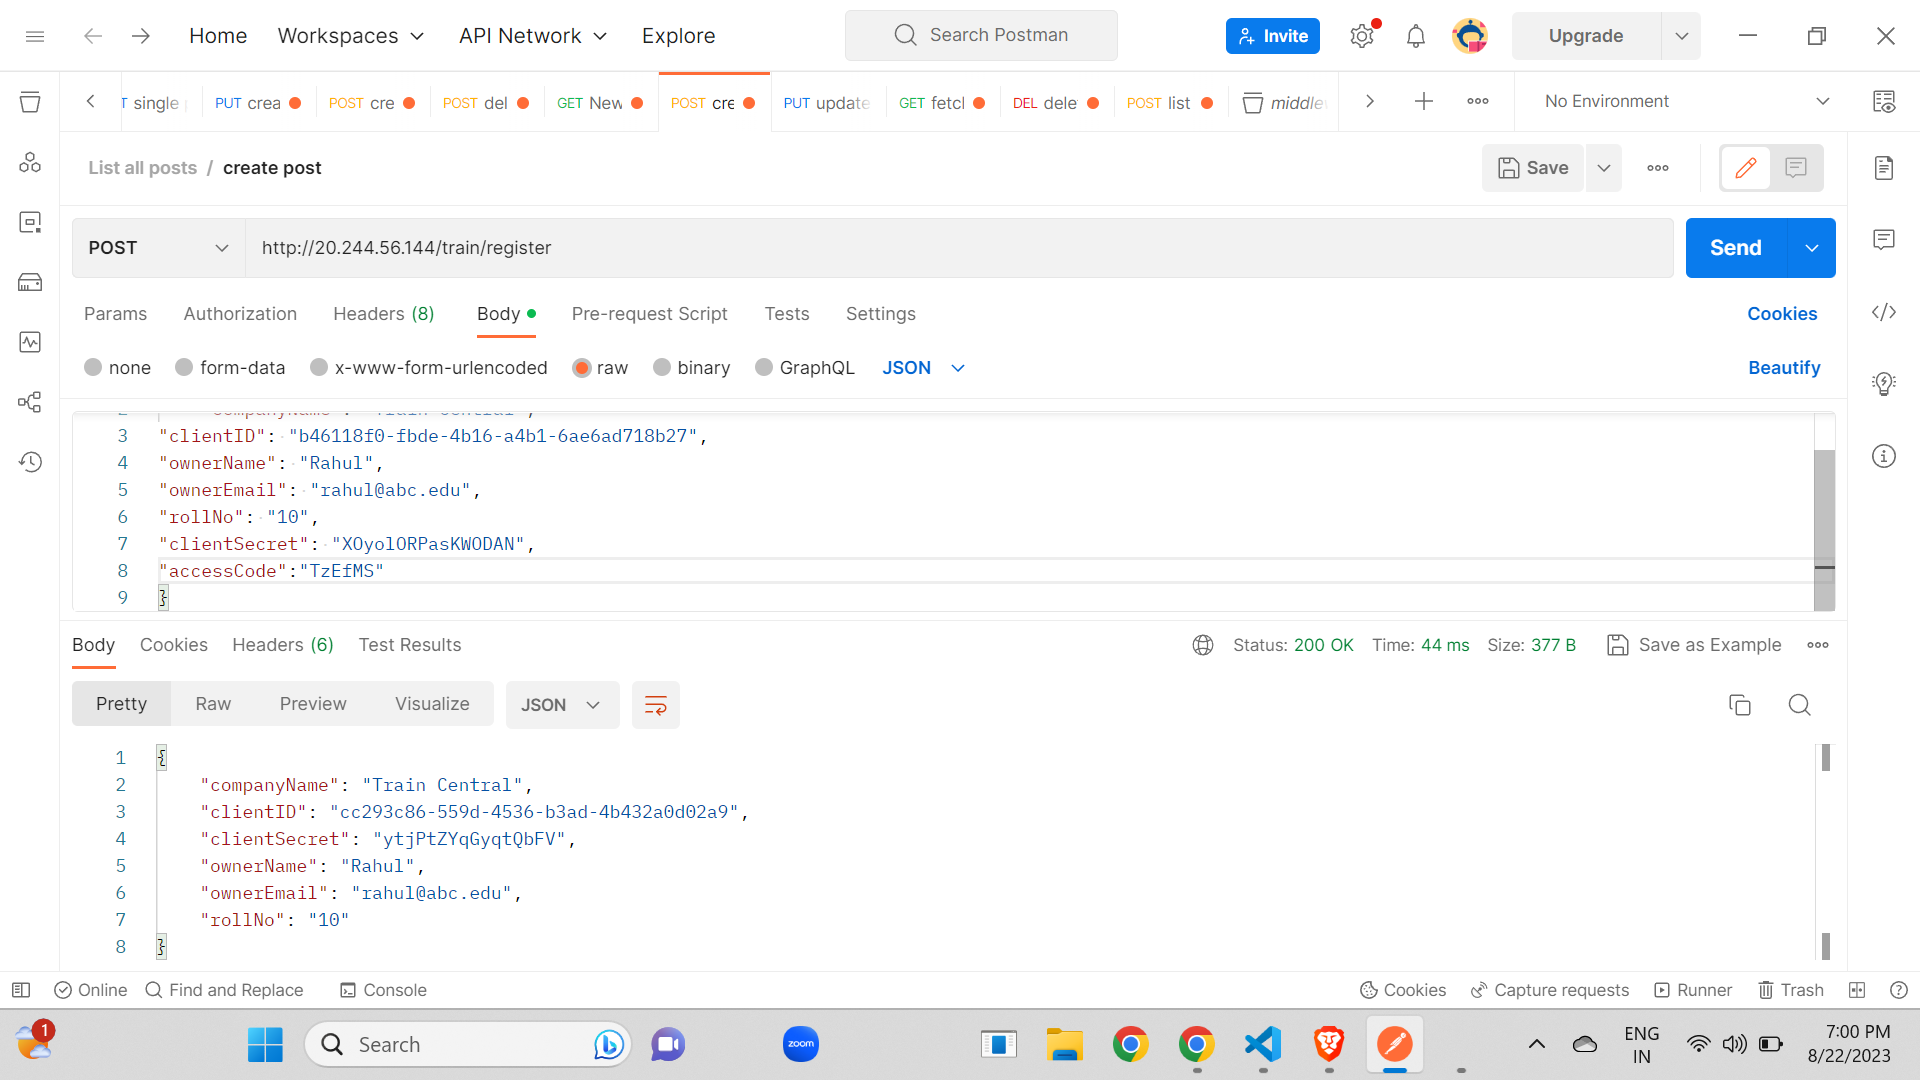 Home Workspaces API Network Explore Search Postman Invite Upgrade
single PUT crea POST cre POST del GET New POST cre PUT update GET fetcl DEL dele POST list middle No Environment
List all posts / create post Save
POST http://20.244.56.144/train/register Send
Params Authorization Headers (8) Body Pre-request Script Tests Settings Cookies
none form-data x-www-form-urlencoded raw binary GraphQL JSON Beautify
2 "companyName": "Train Central",
3 "clientID": "b46118f0-fbde-4b16-a4b1-6ae6ad718b27",
4 "ownerName": "Rahul",
5 "ownerEmail": "rahul@abc.edu",
6 "rollNo": "10",
7 "clientSecret": "XOyolORPasKWODAN",
8 "accessCode":"TzEfMS"
9 }
Body Cookies Headers (6) Test Results Status: 200 OK Time: 44 ms Size: 377 B Save as Example
Pretty Raw Preview Visualize JSON
1 {
2 "companyName": "Train Central",
3 "clientID": "cc293c86-559d-4536-b3ad-4b432a0d02a9",
4 "clientSecret": "ytjPtZYqGyqtQbFV",
5 "ownerName": "Rahul",
6 "ownerEmail": "rahul@abc.edu",
7 "rollNo": "10"
8 }
Online Find and Replace Console Cookies Capture requests Runner Trash
1 Search zoom ENG 7:00 PM
IN 8/22/2023